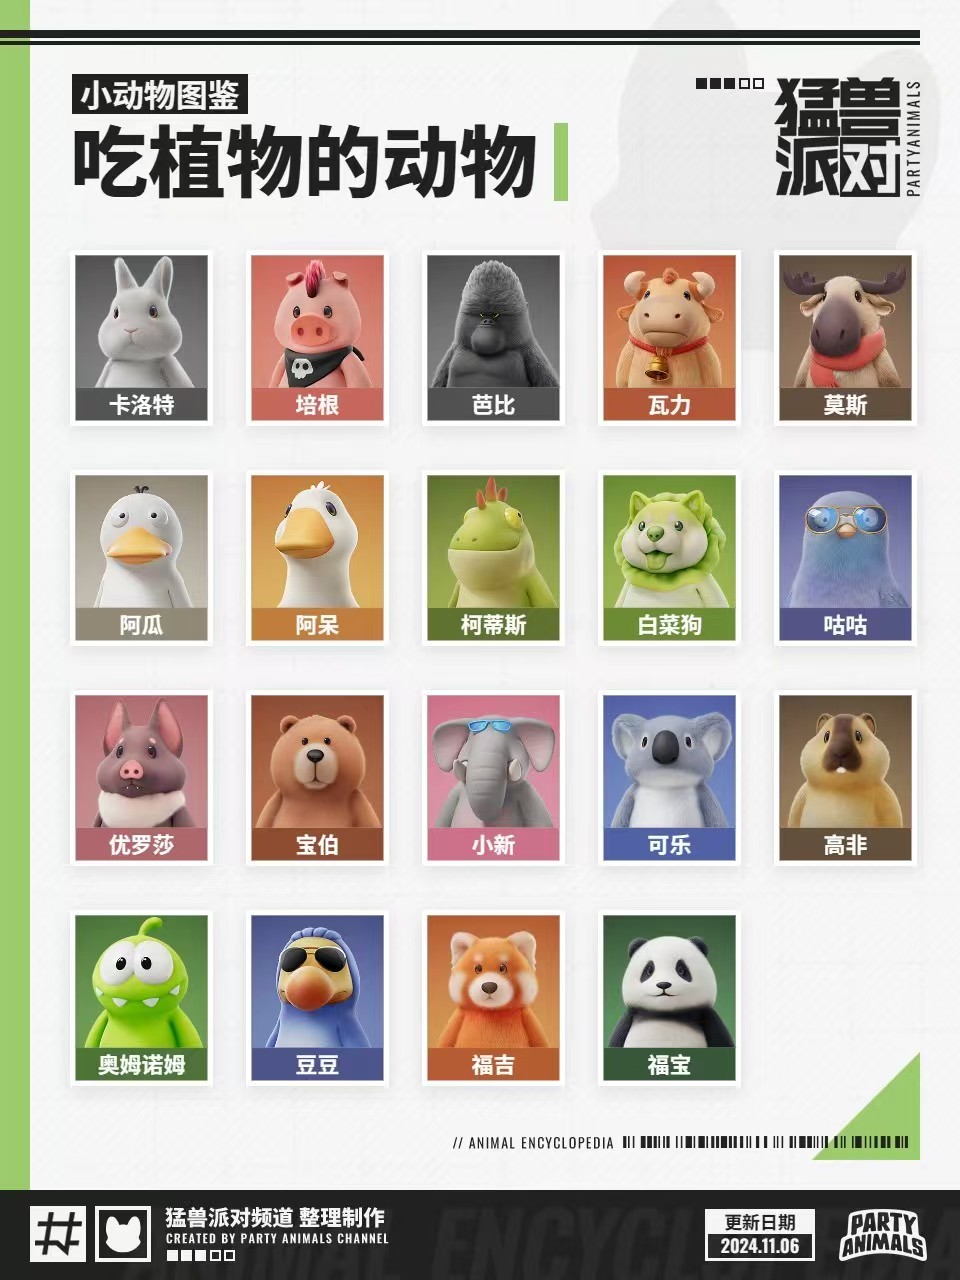 小动物图鉴
吃植物的动物
猛兽
派对
PARTYANIMALS
卡洛特
培根
芭比
瓦力
莫斯
阿瓜
阿呆
柯蒂斯
白菜狗
咕咕
优罗莎
宝伯
小新
可乐
高非
奥姆诺姆
豆豆
福吉
福宝
// ANIMAL ENCYCLOPEDIA
猛兽派对频道 整理制作
CREATED BY PARTY ANIMALS CHANNEL
更新日期
2024.11.06
PARTY
ANIMALS